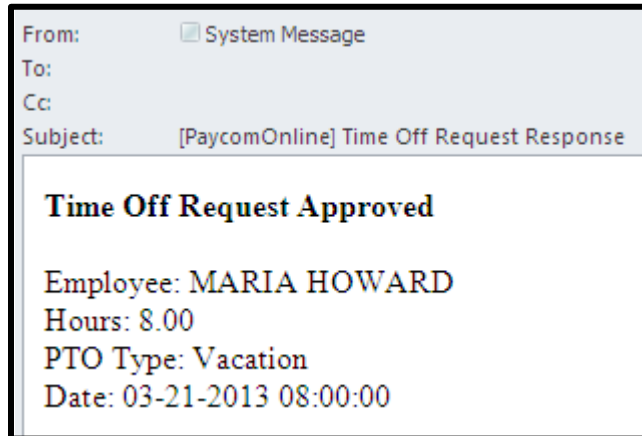 From: System Message
To:
Cc:
Subject: [PaycomOnline] Time Off Request Response
Time Off Request Approved
Employee: MARIA HOWARD
Hours: 8.00
PTO Type: Vacation
Date: 03-21-2013 08:00:00